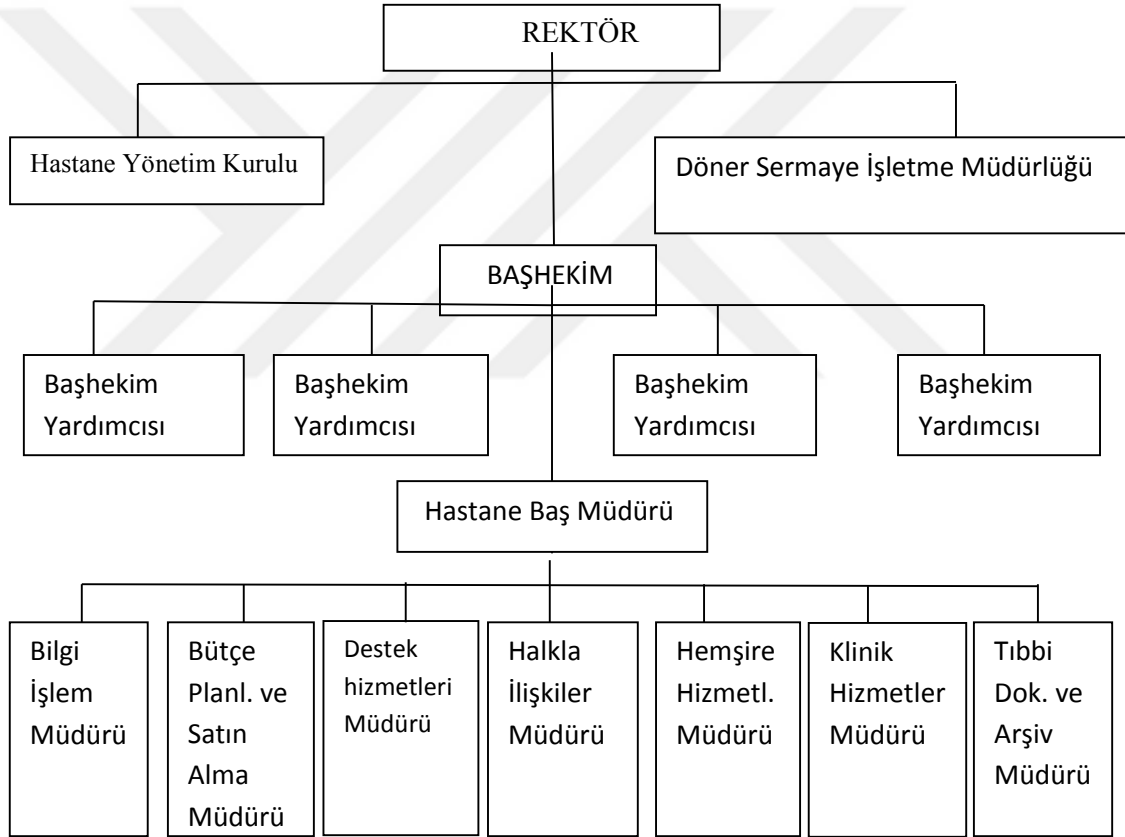 REKTÖR
Hastane Yönetim Kurulu
Döner Sermaye İşletme Müdürlüğü
BAŞHEKİM
Başhekim
Yardımcısı
Başhekim
Yardımcısı
Başhekim
Yardımcısı
Başhekim
Yardımcısı
Hastane Baş Müdürü
Bilgi
İşlem
Müdürü
Bütçe
Planl. ve
Satın
Alma
Müdürü
Destek
hizmetleri
Müdürü
Halkla
İlişkiler
Müdürü
Hemşire
Hizmetl.
Müdürü
Klinik
Hizmetler
Müdürü
Tıbbi
Dok. ve
Arşiv
Müdürü